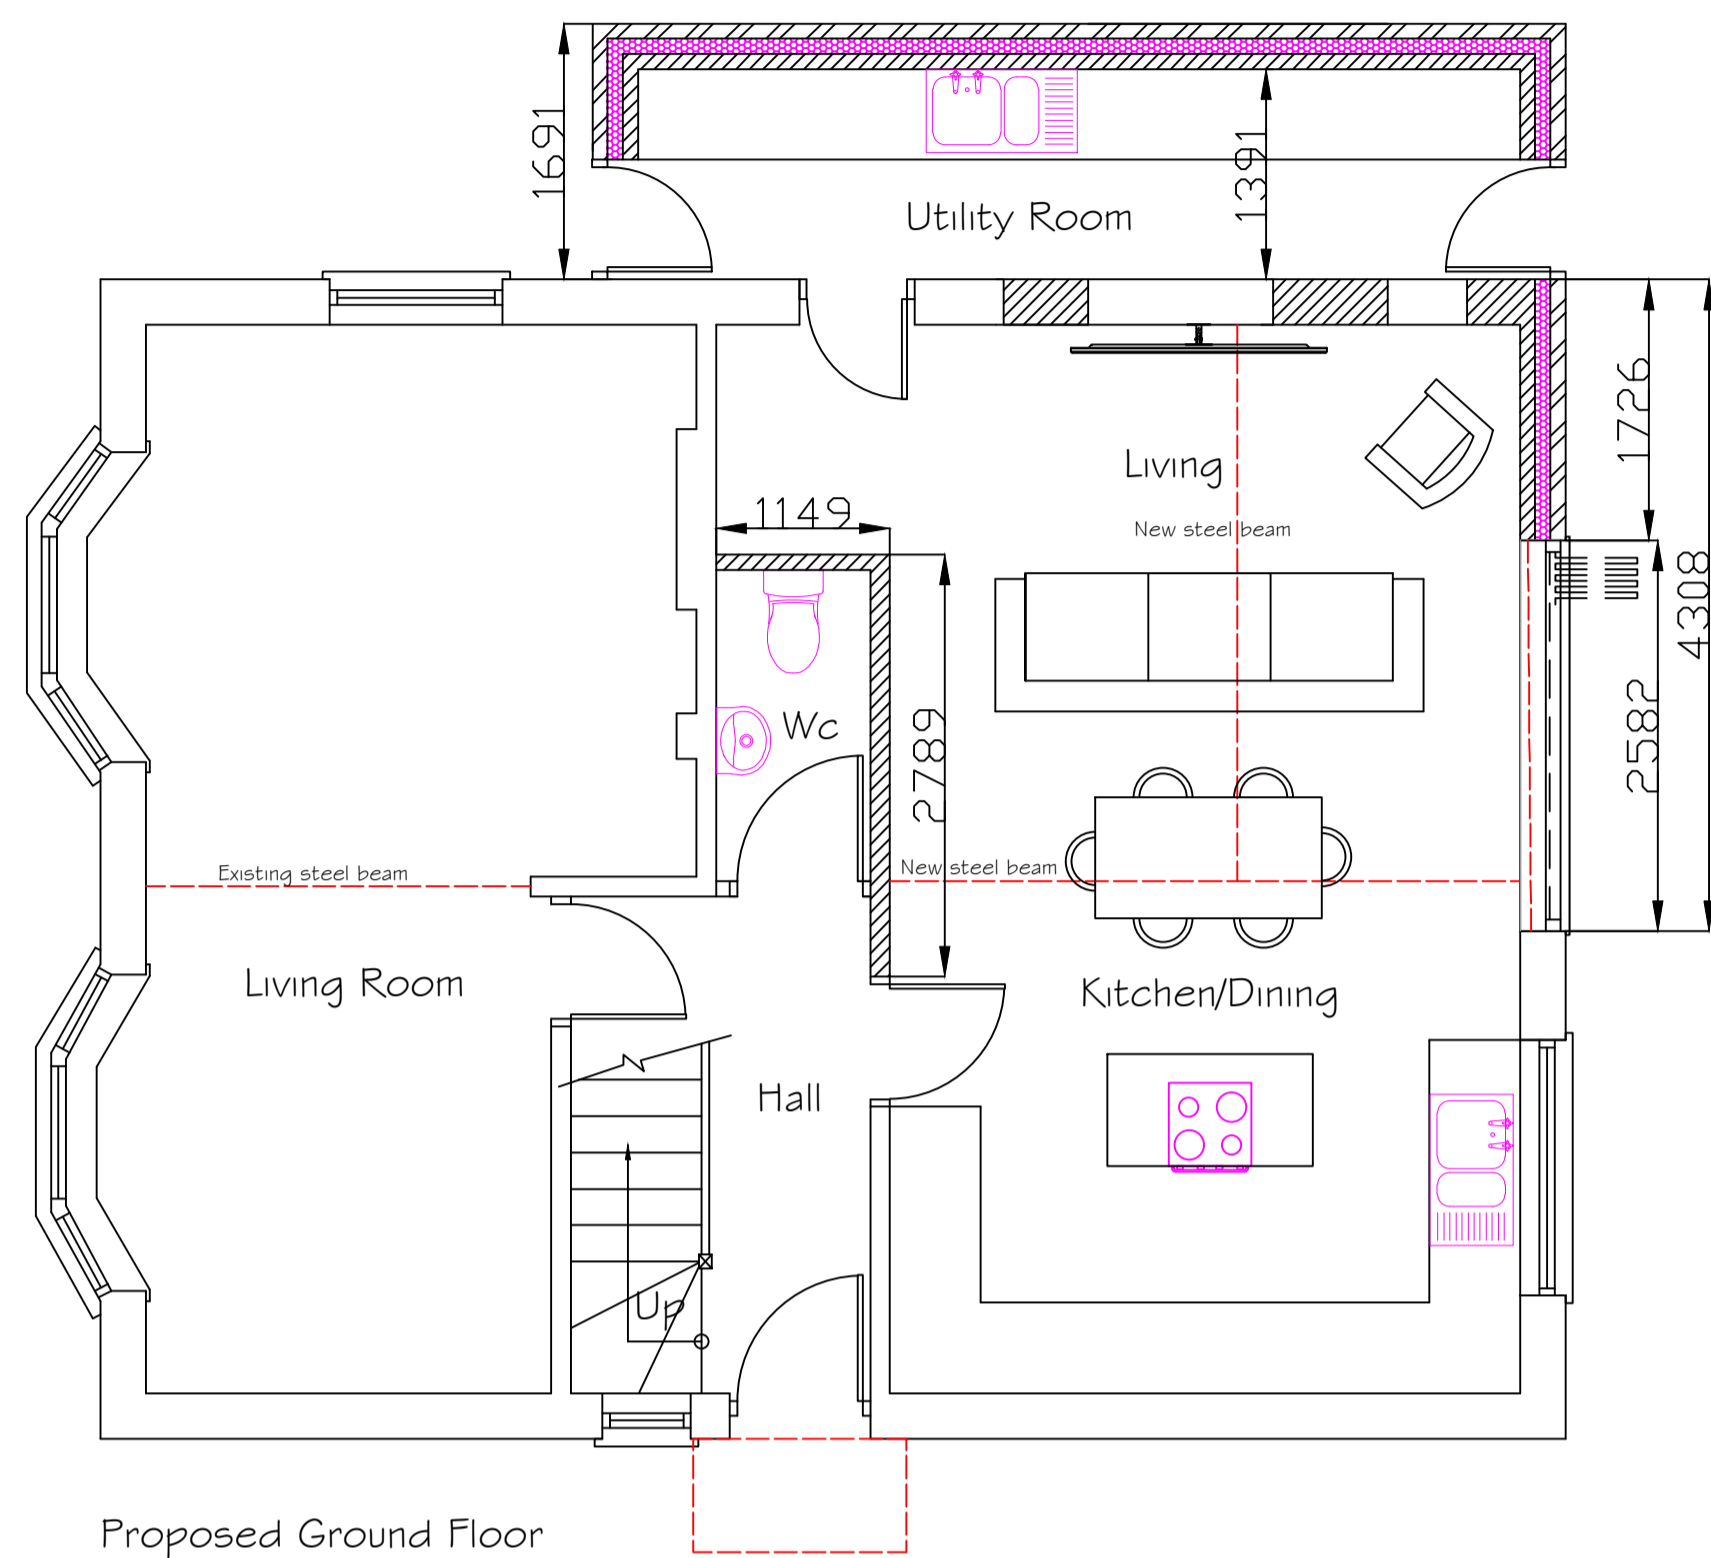 1691
1391
Utility Room
1726
Living
New steel beam
1149
4308
2582
Wc
2789
Existing steel beam
New steel beam
Living Room
Kitchen/Dining
Hall
Up
Proposed Ground Floor